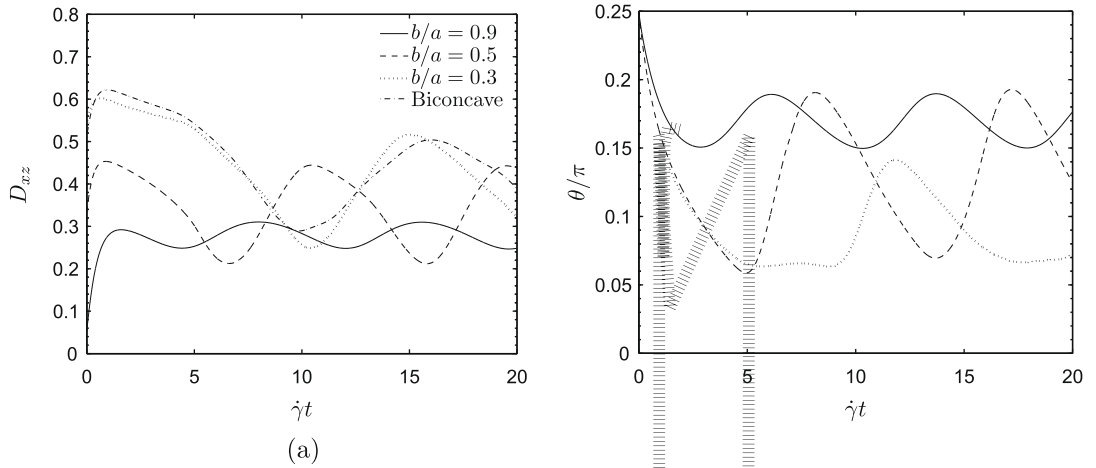 0.8
0.7
0.6
0.5
0.4
0.3
0.2
0.1
0
D_{xz}
b/a = 0.9
b/a = 0.5
b/a = 0.3
Biconcave
0 5 10 15 20
γ̇t
(a)
0.25
0.2
0.15
0.1
0.05
0
θ/π
0 5 10 15 20
γ̇t